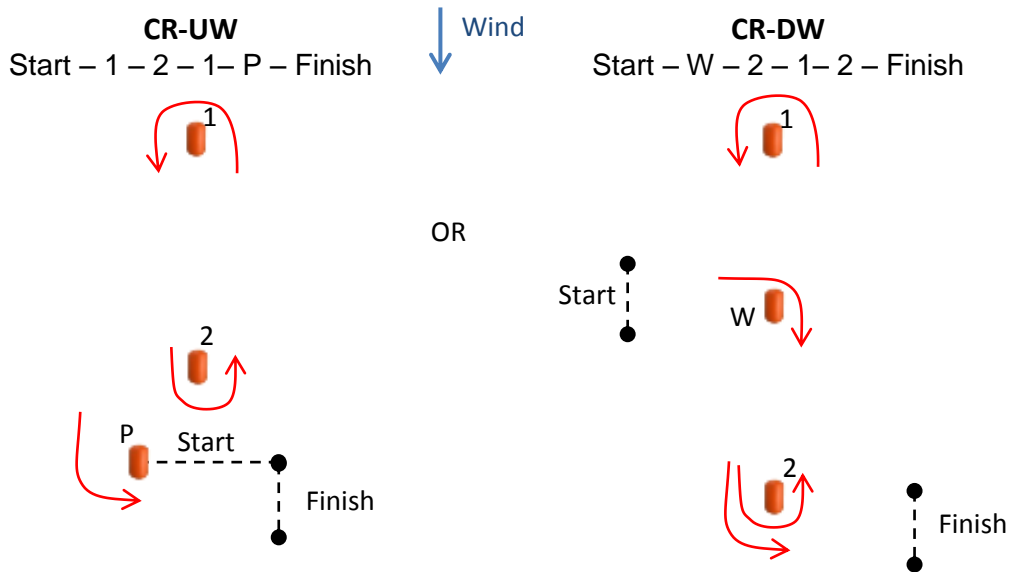 CR-UW
Start – 1 – 2 – 1– P – Finish
1
2
P
Start
Finish
Wind
OR
CR-DW
Start – W – 2 – 1– 2 – Finish
1
Start
W
2
Finish